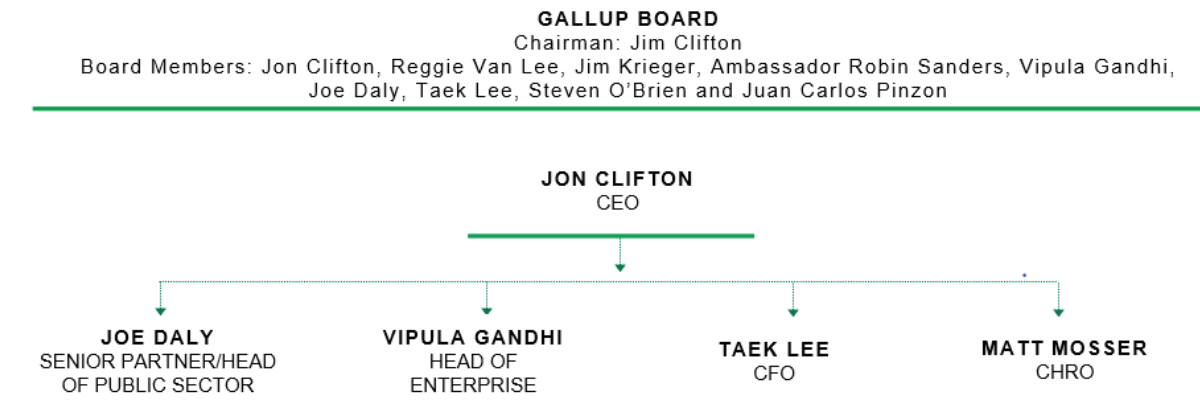 GALLUP BOARD
Chairman: Jim Clifton
Board Members: Jon Clifton, Reggie Van Lee, Jim Krieger, Ambassador Robin Sanders, Vipula Gandhi,
Joe Daly, Taek Lee, Steven O’Brien and Juan Carlos Pinzon
JON CLIFTON
CEO
JOE DALY
SENIOR PARTNER/HEAD
OF PUBLIC SECTOR
VIPULA GANDHI
HEAD OF
ENTERPRISE
TAEK LEE
CFO
MATT MOSSER
CHRO